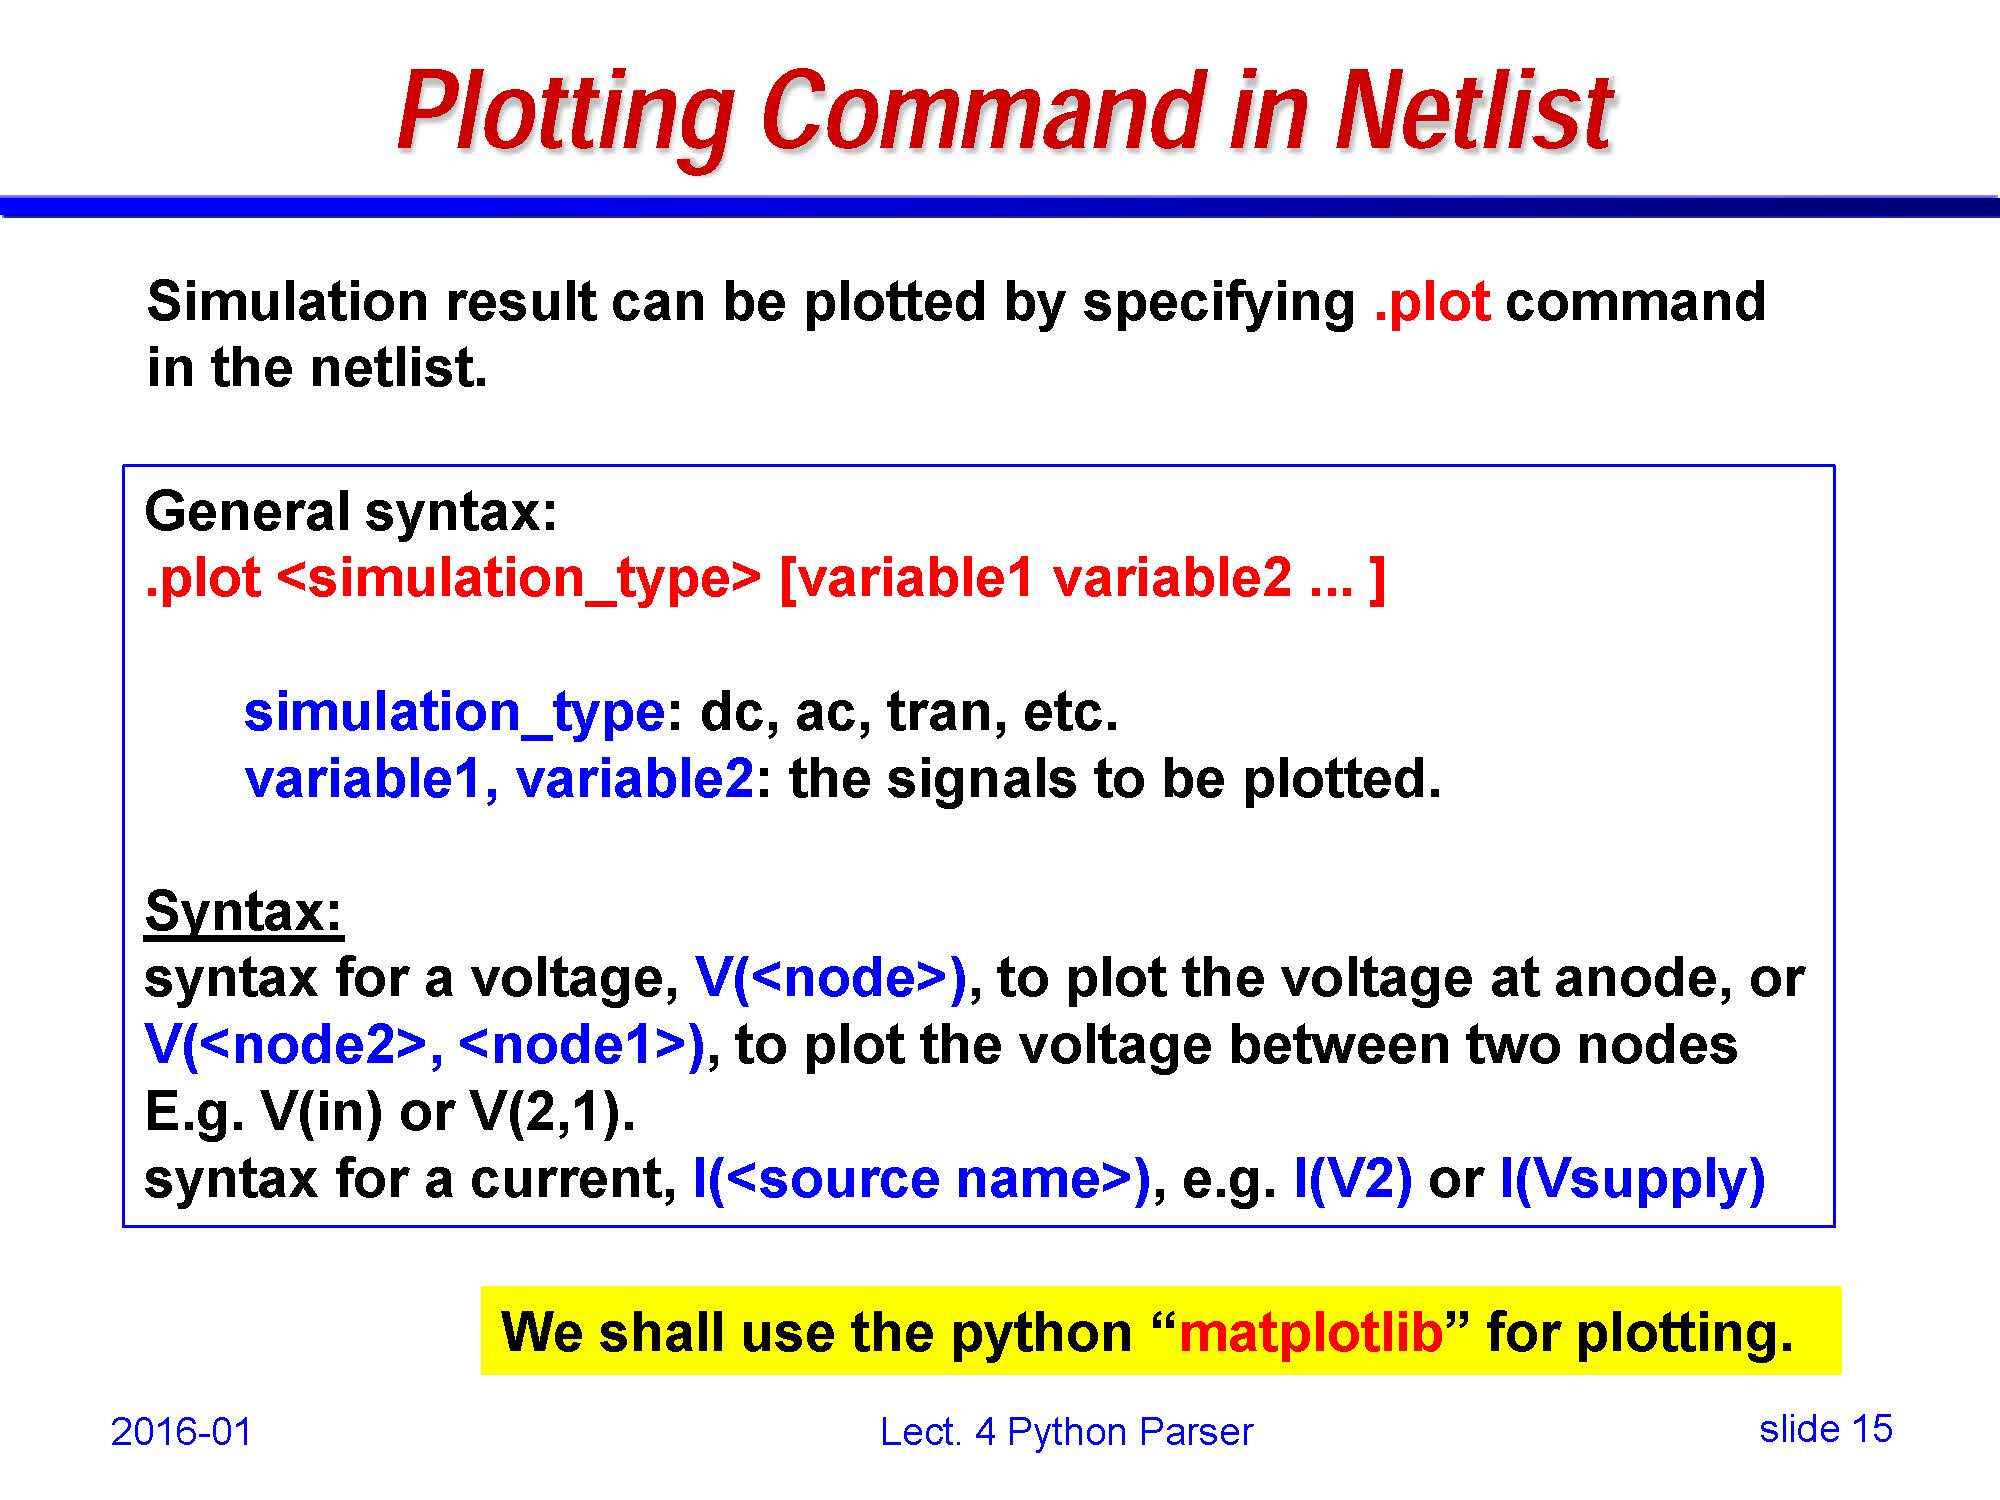 Plotting Command in Netlist
Simulation result can be plotted by specifying .plot command
in the netlist.
General syntax:
.plot <simulation_type> [variable1 variable2 ... ]
simulation_type: dc, ac, tran, etc.
variable1, variable2: the signals to be plotted.
Syntax:
syntax for a voltage, V(<node>), to plot the voltage at anode, or
V(<node2>, <node1>), to plot the voltage between two nodes
E.g. V(in) or V(2,1).
syntax for a current, I(<source name>), e.g. I(V2) or I(Vsupply)
We shall use the python “matplotlib” for plotting.
2016-01 Lect. 4 Python Parser slide 15